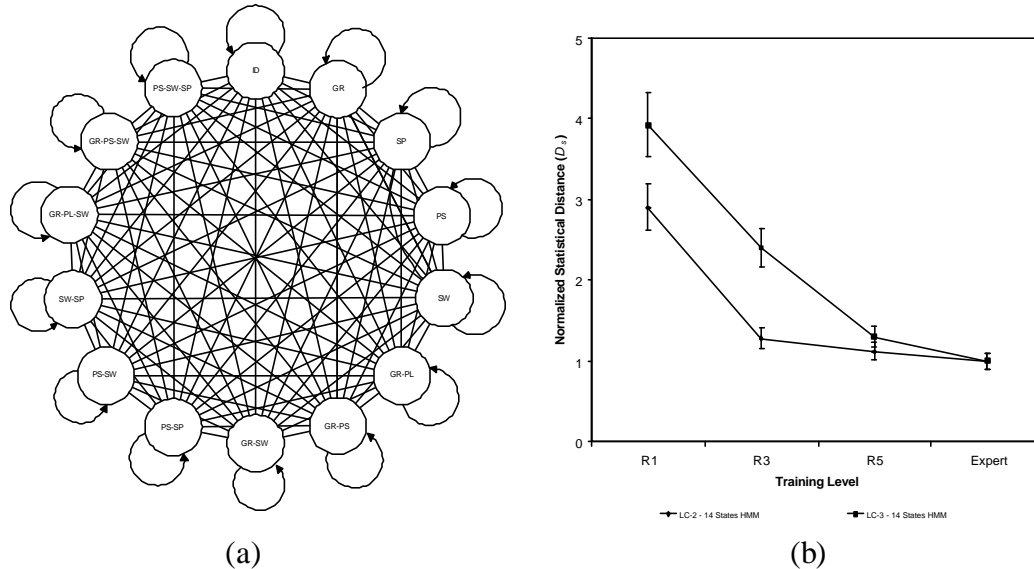 ID
GR
SP
PS
SW
GR-PL
GR-PS
GR-SW
PS-SP
PS-SW
SW-SP
GR-PL-SW
GR-PS-SW
PS-SW-SP
(a)
5
4
3
2
1
0
Normalized Statistical Distance (D s)
R1 R3 R5 Expert
Training Level
LC-2 - 14 States HMM LC-3 - 14 States HMM
(b)